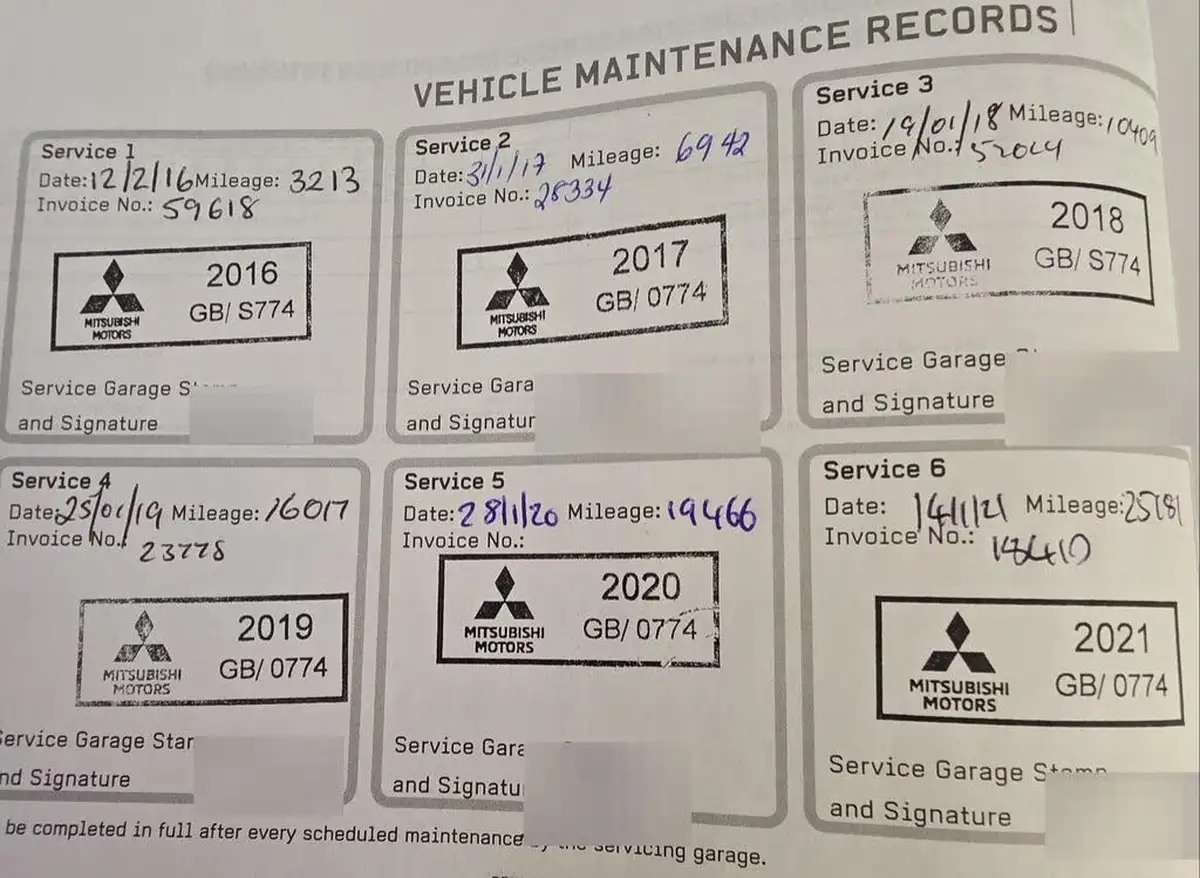 VEHICLE MAINTENANCE RECORDS
Service 1
Date: 12/2/16 Mileage: 3213
Invoice No.: 59618
MITSUBISHI
MOTORS
2016
GB/ S774
Service Garage
and Signature
Service 2
Date: 31/1/17 Mileage: 6942
Invoice No.: 28334
MITSUBISHI
MOTORS
2017
GB/ 0774
Service Gara
and Signatur
Service 3
Date: 19/01/18 Mileage: 10409
Invoice No.:
MITSUBISHI
MOTORS
2018
GB/ S774
Service Garage
and Signature
Service 4
Date: 25/01/19 Mileage: 16017
Invoice No. 23778
MITSUBISHI
MOTORS
2019
GB/ 0774
Service Garage Star
nd Signature
Service 5
Date: 28/1/20 Mileage: 19466
Invoice No.:
MITSUBISHI
MOTORS
2020
GB/ 0774
Service Gara
and Signatu
Service 6
Date: 14/1/21 Mileage: 25181
Invoice No.:
MITSUBISHI
MOTORS
2021
GB/ 0774
Service Garage
and Signature
be completed in full after every scheduled maintenance servicing garage.